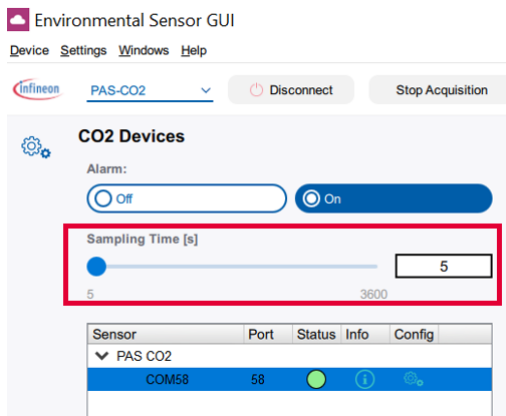 Environmental Sensor GUI
Device Settings Windows Help
infineon PAS-CO2 Disconnect Stop Acquisition
CO2 Devices
Alarm:
Off On
Sampling Time [s]
5
5 3600
Sensor Port Status Info Config
PAS CO2
COM58 58